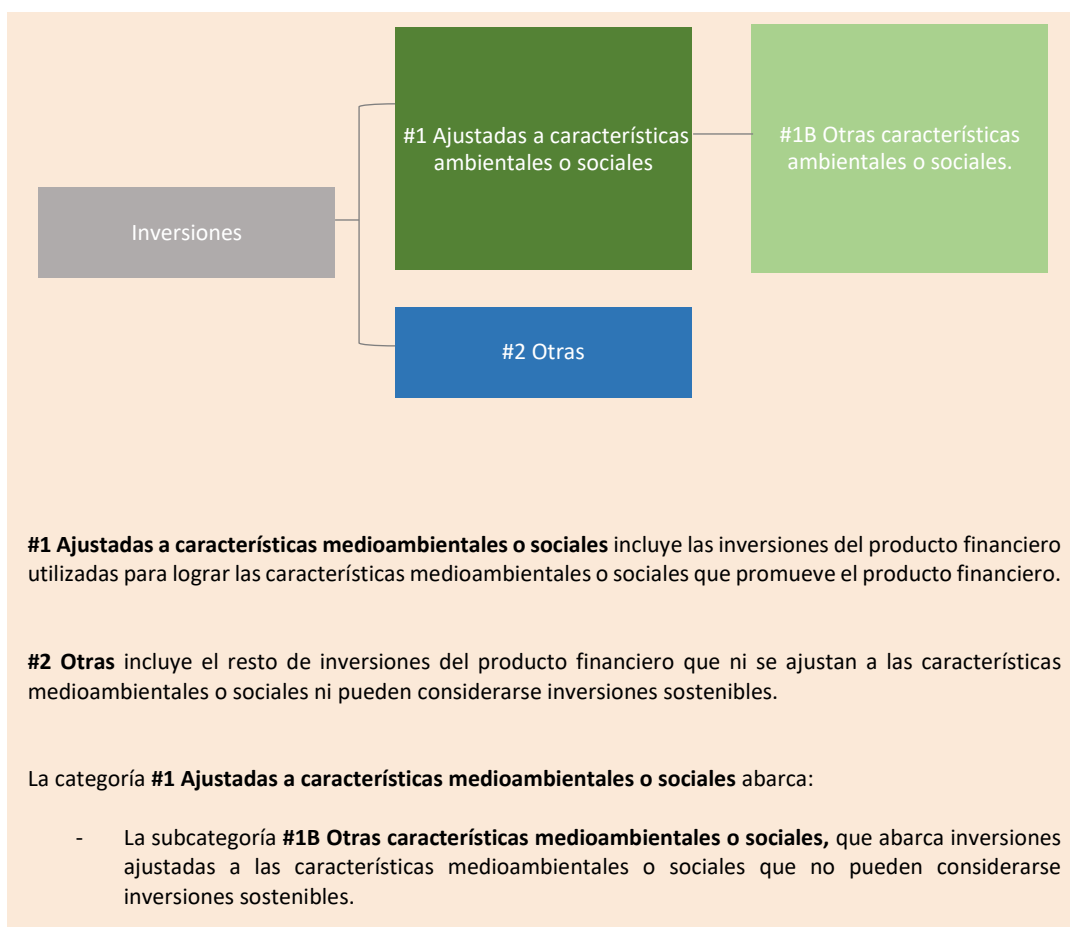 #1 Ajustadas a características
ambientales o sociales
#1B Otras características
ambientales o sociales.
Inversiones
#2 Otras
#1 Ajustadas a características medioambientales o sociales incluye las inversiones del producto financiero
utilizadas para lograr las características medioambientales o sociales que promueve el producto financiero.
#2 Otras incluye el resto de inversiones del producto financiero que ni se ajustan a las características
medioambientales o sociales ni pueden considerarse inversiones sostenibles.
La categoría #1 Ajustadas a características medioambientales o sociales abarca:
- La subcategoría #1B Otras características medioambientales o sociales, que abarca inversiones
ajustadas a las características medioambientales o sociales que no pueden considerarse
inversiones sostenibles.